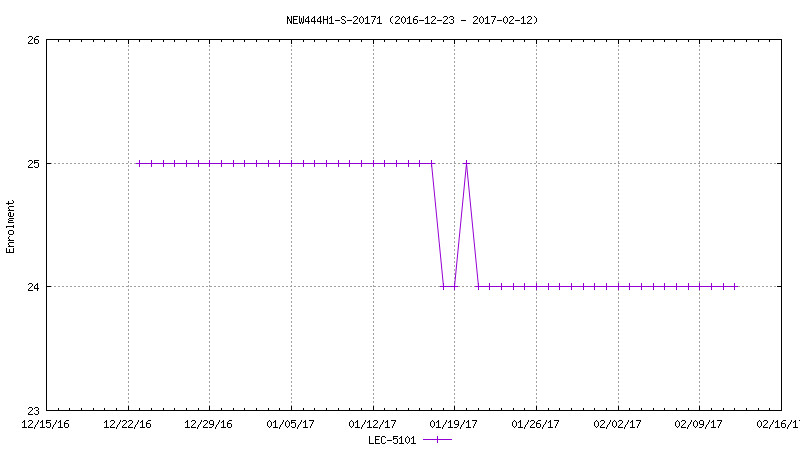 NEW444H1-S-20171 (2016-12-23 - 2017-02-12)
26
25
Enrolment
24
23
12/15/16 12/22/16 12/29/16 01/05/17 01/12/17 01/19/17 01/26/17 02/02/17 02/09/17 02/16/17
LEC-5101